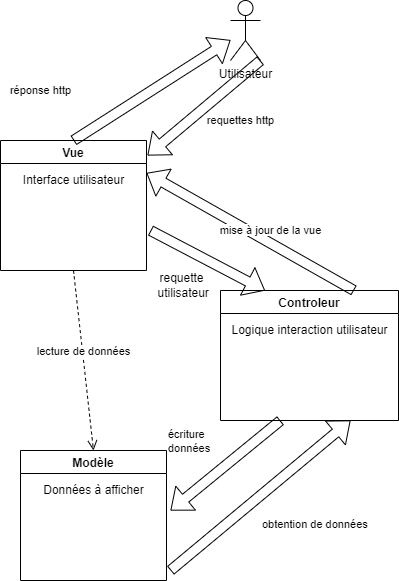 Utilisateur
réponse http
requettes http
Vue
Interface utilisateur
mise à jour de la vue
requette
utilisateur
Controleur
Logique interaction utilisateur
lecture de données
écriture
données
Modèle
Données à afficher
obtention de données